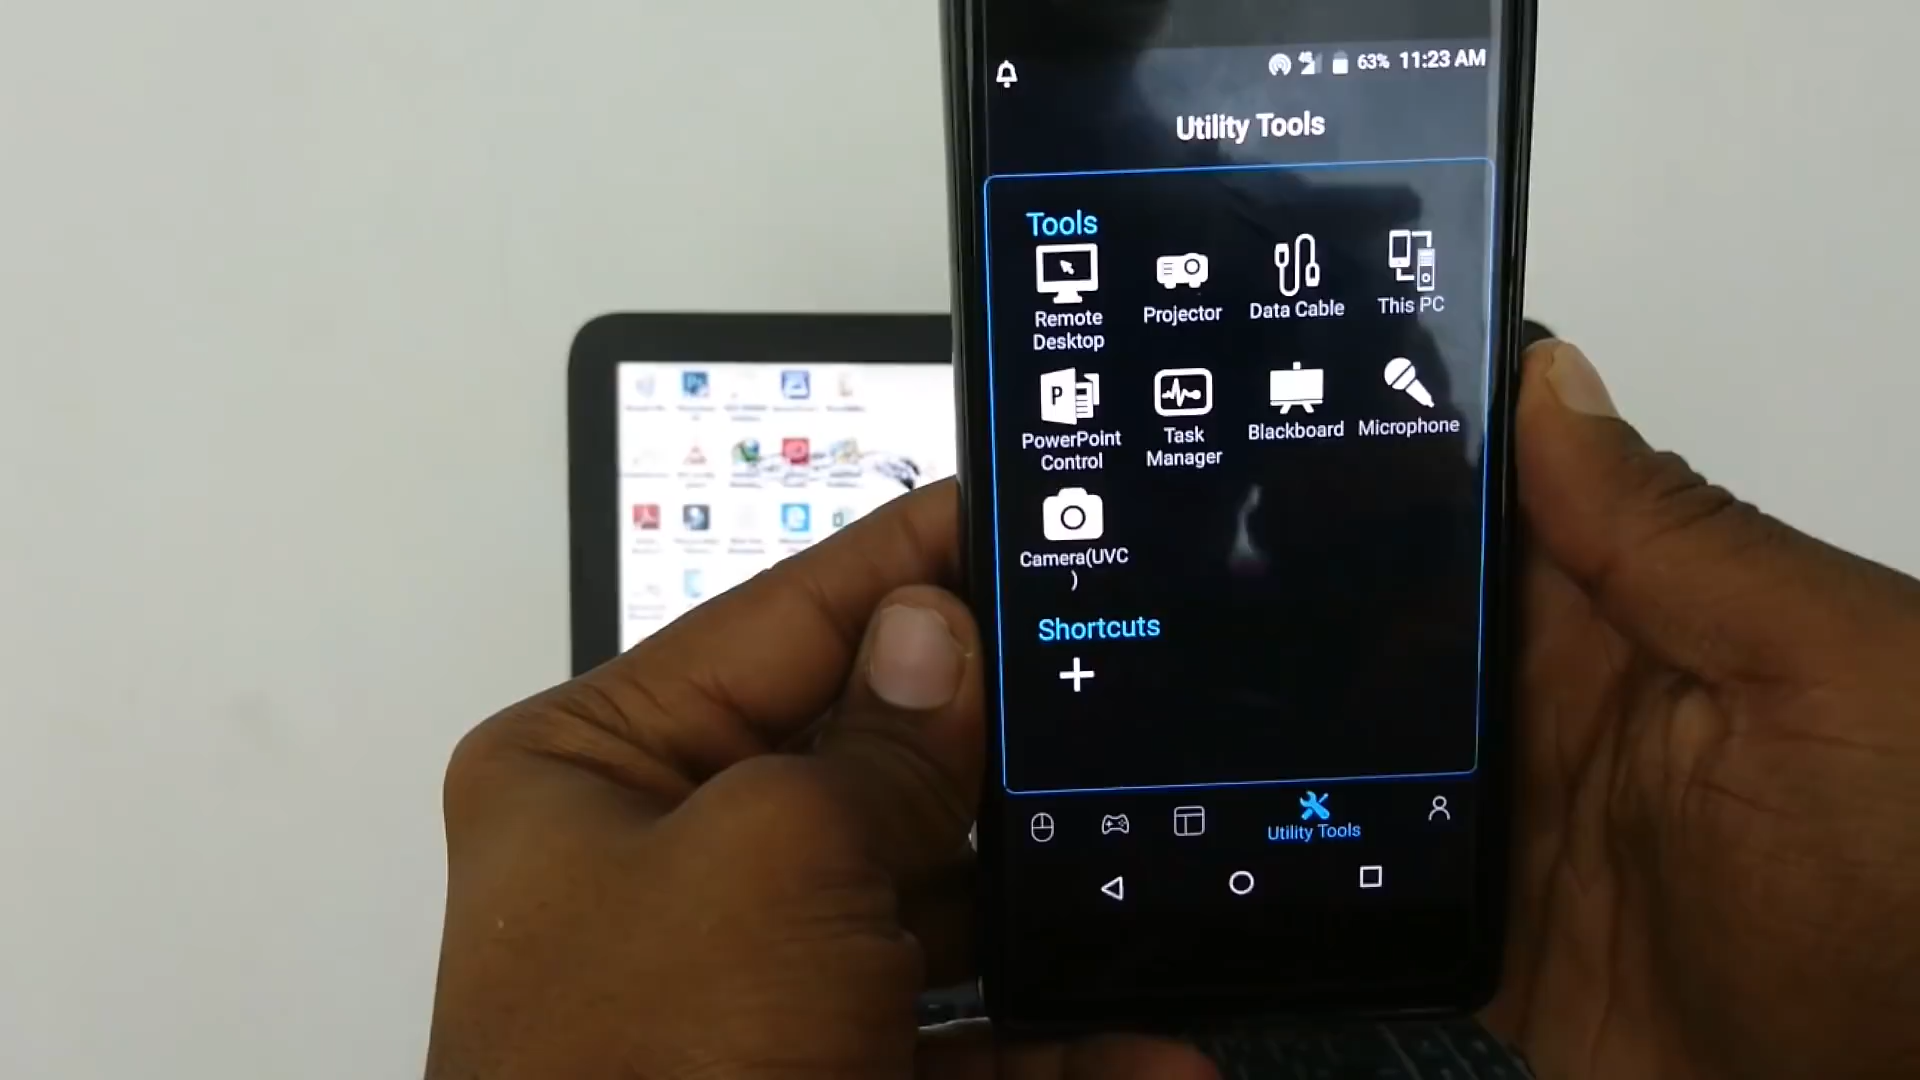 4G 63% 11:23 AM
Utility Tools
Tools
Remote
Desktop
Projector
Data Cable
This PC
P
PowerPoint
Control
Task
Manager
Blackboard
Microphone
Camera(UVC
)
Shortcuts
Utility Tools